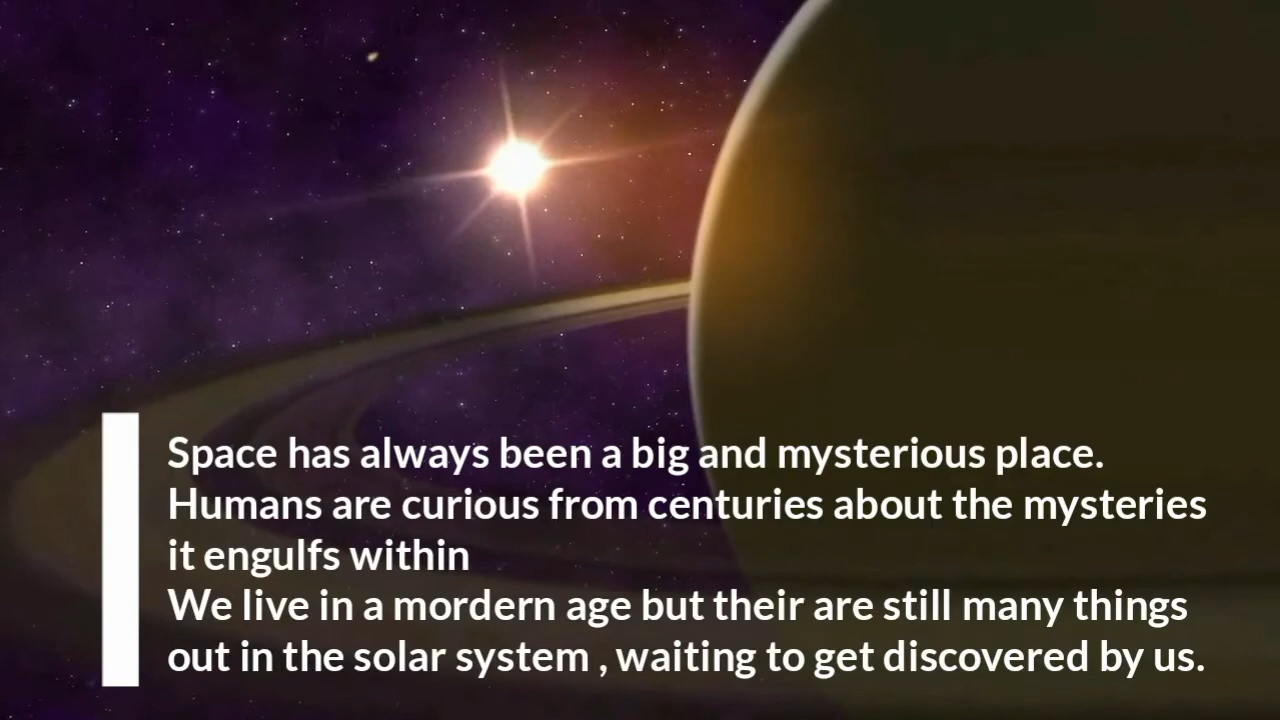 Space has always been a big and mysterious place.
Humans are curious from centuries about the mysteries
it engulfs within
We live in a mordern age but their are still many things
out in the solar system , waiting to get discovered by us.